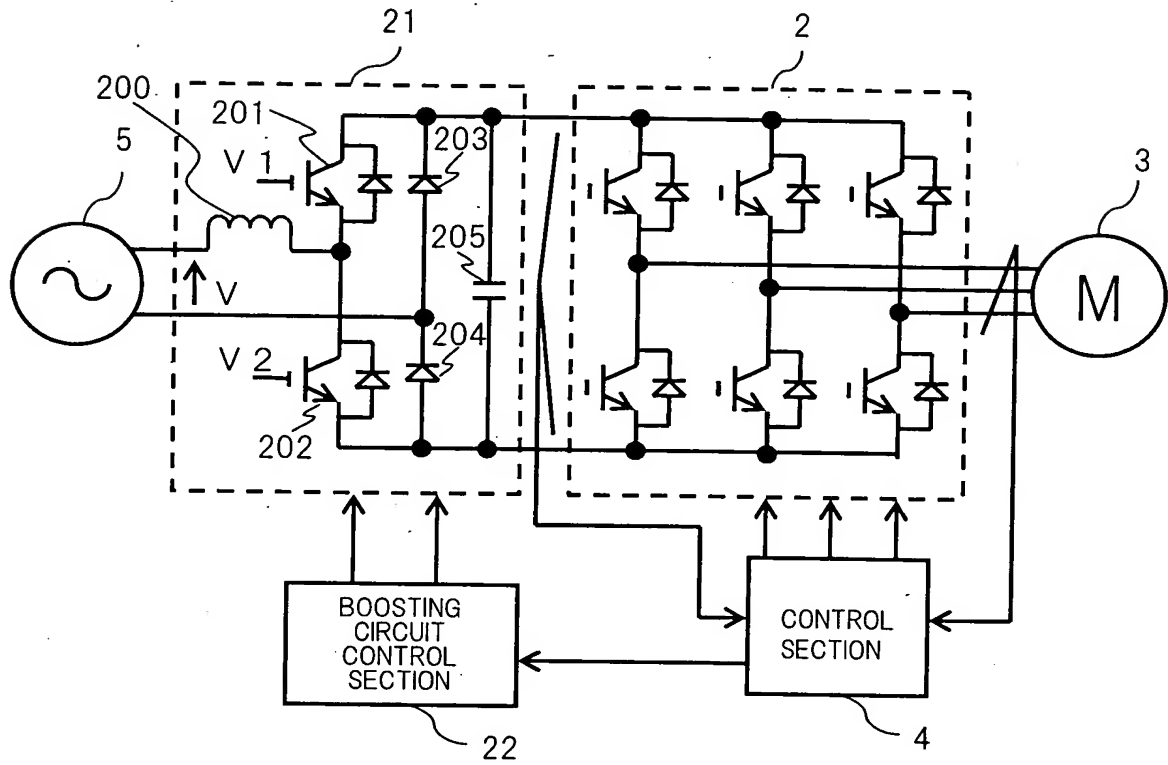 21
2
200
201
203
5
V 1
3
205
V
M
204
V 2
202
BOOSTING
CIRCUIT
CONTROL
SECTION
CONTROL
SECTION
22
4